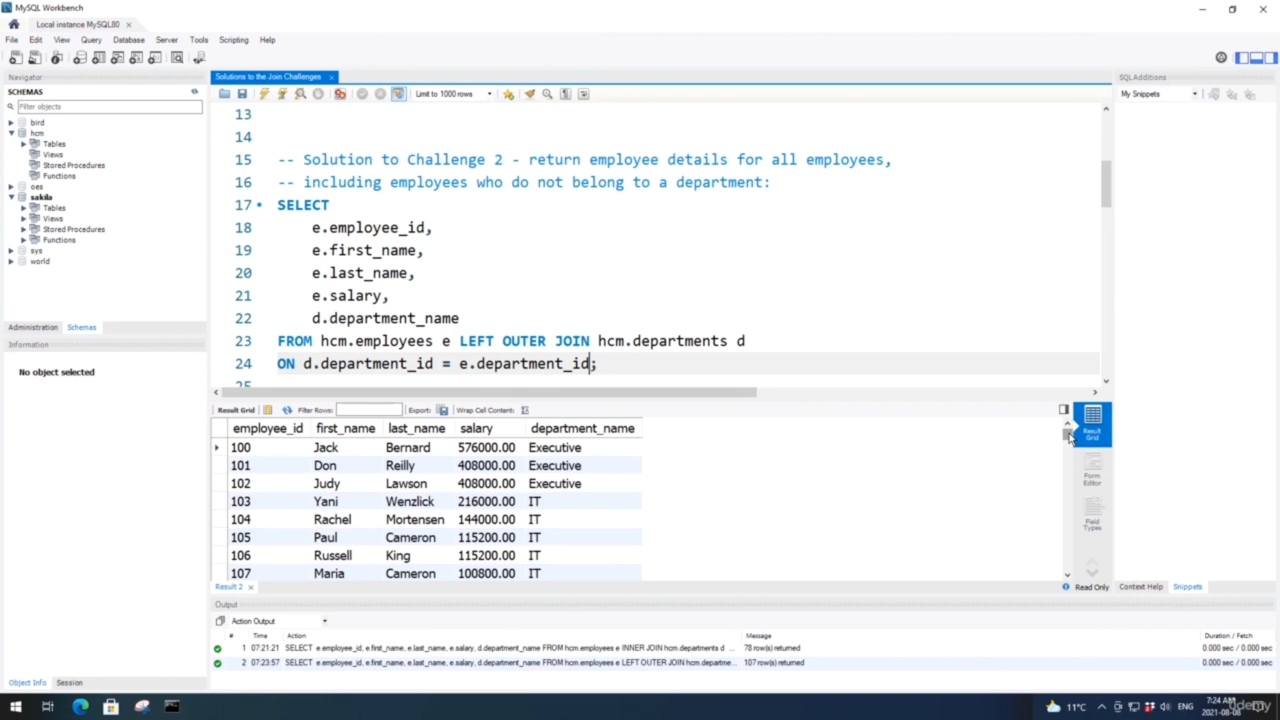 MySQL Workbench
Local instance MySQL80
File Edit View Query Database Server Tools Scripting Help
Navigator
SCHEMAS
Filter objects
bird
hcm
Tables
Views
Stored Procedures
Functions
oes
sakila
Tables
Views
Stored Procedures
Functions
sys
world
Administration Schemas
Information
No object selected
Object Info Session
Solutions to the Join Challenges
Limit to 1000 rows
13
14
15 -- Solution to Challenge 2 - return employee details for all employees,
16 -- including employees who do not belong to a department:
17 SELECT
18 e.employee_id,
19 e.first_name,
20 e.last_name,
21 e.salary,
22 d.department_name
23 FROM hcm.employees e LEFT OUTER JOIN hcm.departments d
24 ON d.department_id = e.department_id;
25
Result Grid Filter Rows: Export: Wrap Cell Content:
employee_id first_name last_name salary department_name
100 Jack Bernard 576000.00 Executive
101 Don Reilly 408000.00 Executive
102 Judy Lawson 408000.00 Executive
103 Yani Wenzlick 216000.00 IT
104 Rachel Mortensen 144000.00 IT
105 Paul Cameron 115200.00 IT
106 Russell King 115200.00 IT
107 Maria Cameron 100800.00 IT
Result Grid
Form Editor
Field Types
Result 2
Read Only
SQLAdditions
My Snippets
Context Help Snippets
Output
Action Output
# Time Action Message Duration / Fetch
1 07:21:21 SELECT e.employee_id, e.first_name, e.last_name, e.salary, d.department_name FROM hcm.employees e INNER JOIN hcm.departments d ... 78 row(s) returned 0.000 sec / 0.000 sec
2 07:23:57 SELECT e.employee_id, e.first_name, e.last_name, e.salary, d.department_name FROM hcm.employees e LEFT OUTER JOIN hcm.departme... 107 row(s) returned 0.000 sec / 0.000 sec
11°C ENG 7:24 AM
2021-08-08
Udemy